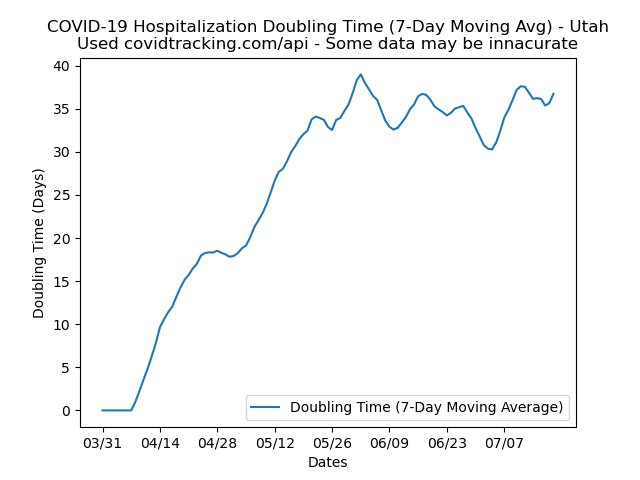 COVID-19 Hospitalization Doubling Time (7-Day Moving Avg) - Utah
Used covidtracking.com/api - Some data may be innacurate
40
35
30
25
20
15
10
5
0
Doubling Time (Days)
Doubling Time (7-Day Moving Average)
03/31 04/14 04/28 05/12 05/26 06/09 06/23 07/07
Dates